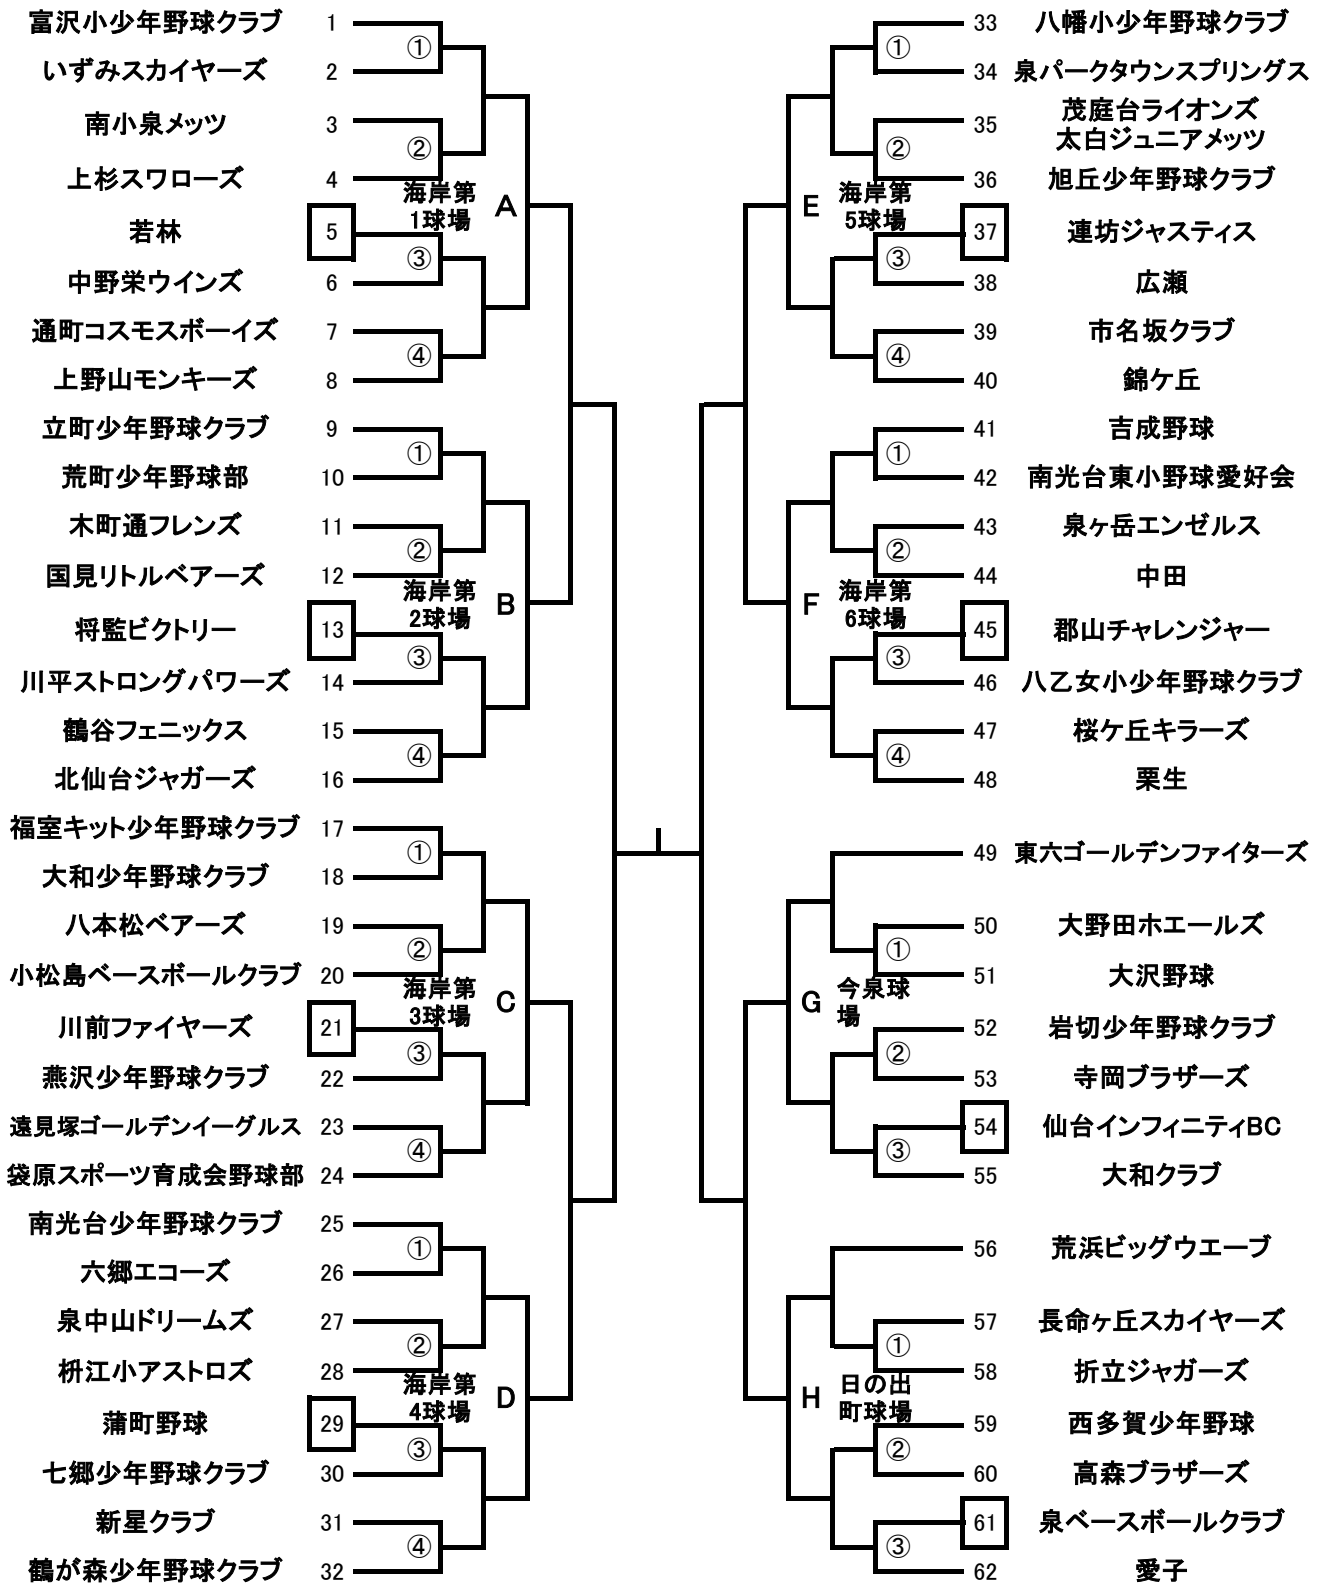 富沢小少年野球クラブ 1
①
いずみスカイヤーズ 2
南小泉メッツ 3
②
上杉スワローズ 4
海岸第
1球場
A
若林 5
③
中野栄ウインズ 6
通町コスモスボーイズ 7
④
上野山モンキーズ 8
立町少年野球クラブ 9
①
荒町少年野球部 10
木町通フレンズ 11
②
国見リトルベアーズ 12
海岸第
2球場
B
将監ビクトリー 13
③
川平ストロングパワーズ 14
鶴谷フェニックス 15
④
北仙台ジャガーズ 16
福室キット少年野球クラブ 17
①
大和少年野球クラブ 18
八本松ベアーズ 19
②
小松島ベースボールクラブ 20
海岸第
3球場
C
川前ファイヤーズ 21
③
燕沢少年野球クラブ 22
遠見塚ゴールデンイーグルス 23
④
袋原スポーツ育成会野球部 24
南光台少年野球クラブ 25
①
六郷エコーズ 26
泉中山ドリームズ 27
②
枡江小アストロズ 28
海岸第
4球場
D
蒲町野球 29
③
七郷少年野球クラブ 30
新星クラブ 31
④
鶴が森少年野球クラブ 32
33 八幡小少年野球クラブ
①
34 泉パークタウンスプリングス
35 茂庭台ライオンズ
太白ジュニアメッツ
②
36 旭丘少年野球クラブ
E
海岸第
5球場
37 連坊ジャスティス
③
38 広瀬
39 市名坂クラブ
④
40 錦ケ丘
41 吉成野球
①
42 南光台東小野球愛好会
43 泉ヶ岳エンゼルス
②
44 中田
F
海岸第
6球場
45 郡山チャレンジャー
③
46 八乙女小少年野球クラブ
47 桜ケ丘キラーズ
④
48 栗生
49 東六ゴールデンファイターズ
50 大野田ホエールズ
①
51 大沢野球
G
今泉球
場
52 岩切少年野球クラブ
②
53 寺岡ブラザーズ
54 仙台インフィニティBC
③
55 大和クラブ
56 荒浜ビッグウエーブ
57 長命ヶ丘スカイヤーズ
①
58 折立ジャガーズ
H
日の出
町球場
59 西多賀少年野球
②
60 高森ブラザーズ
61 泉ベースボールクラブ
③
62 愛子